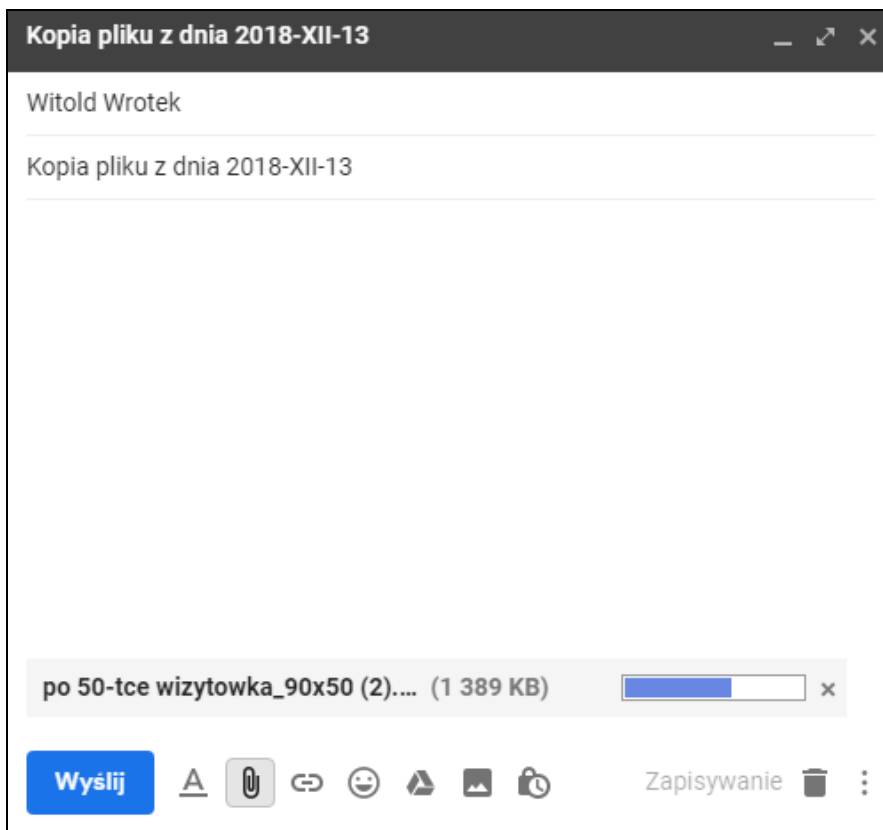 Kopia pliku z dnia 2018-XII-13
Witold Wrotek
Kopia pliku z dnia 2018-XII-13
po 50-tce wizytowka_90x50 (2).... (1 389 KB)
Wyślij A Zapisywanie